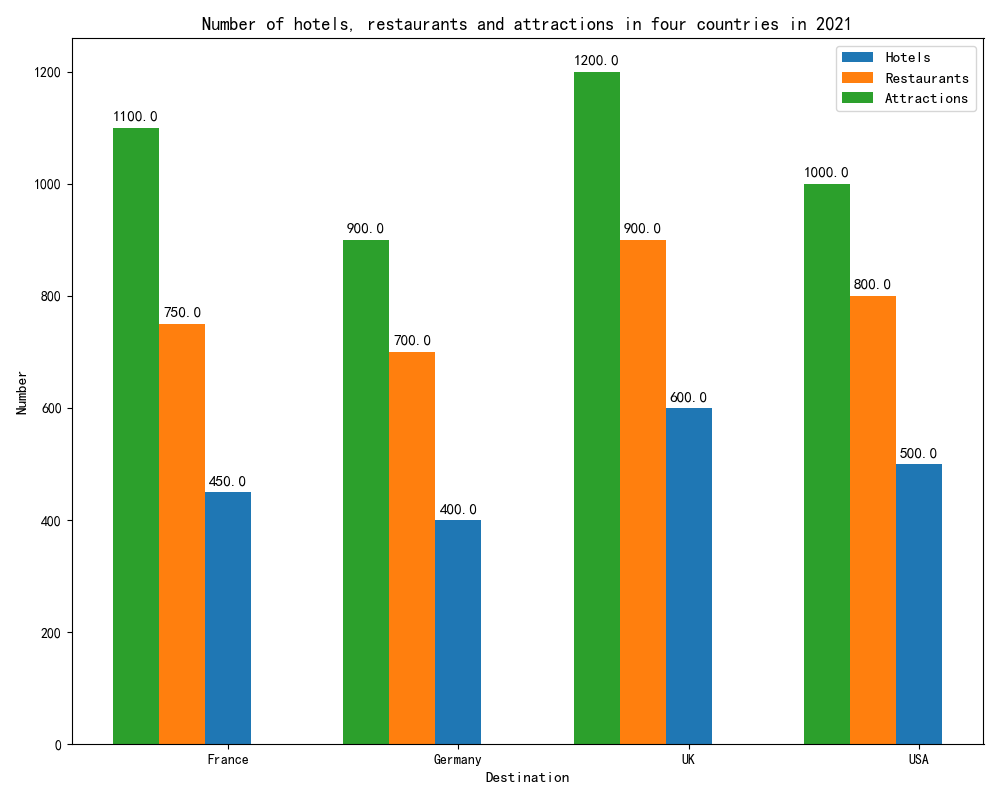 Number of hotels, restaurants and attractions in four countries in 2021
Hotels
Restaurants
Attractions
1200
1000
800
600
400
200
0
Number
1100.0
750.0
450.0
900.0
700.0
400.0
1200.0
900.0
600.0
1000.0
800.0
500.0
France
Germany
UK
USA
Destination